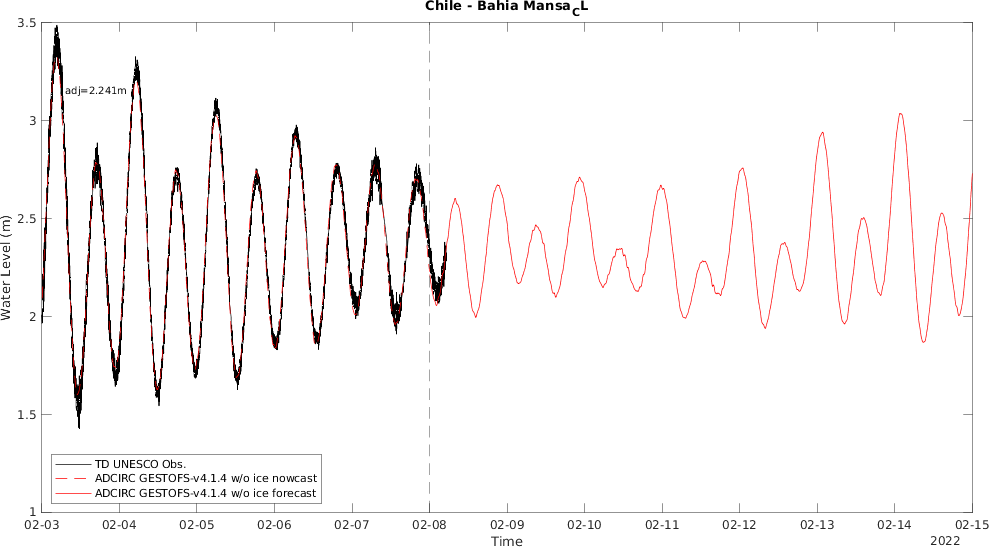 Chile - Bahia Mansa_CL
3.5
adj=2.241m
3
2.5
Water Level (m)
2
1.5
TD UNESCO Obs.
ADCIRC GESTOFS-v4.1.4 w/o ice nowcast
ADCIRC GESTOFS-v4.1.4 w/o ice forecast
1
02-03 02-04 02-05 02-06 02-07 02-08 02-09 02-10 02-11 02-12 02-13 02-14 02-15
Time
2022